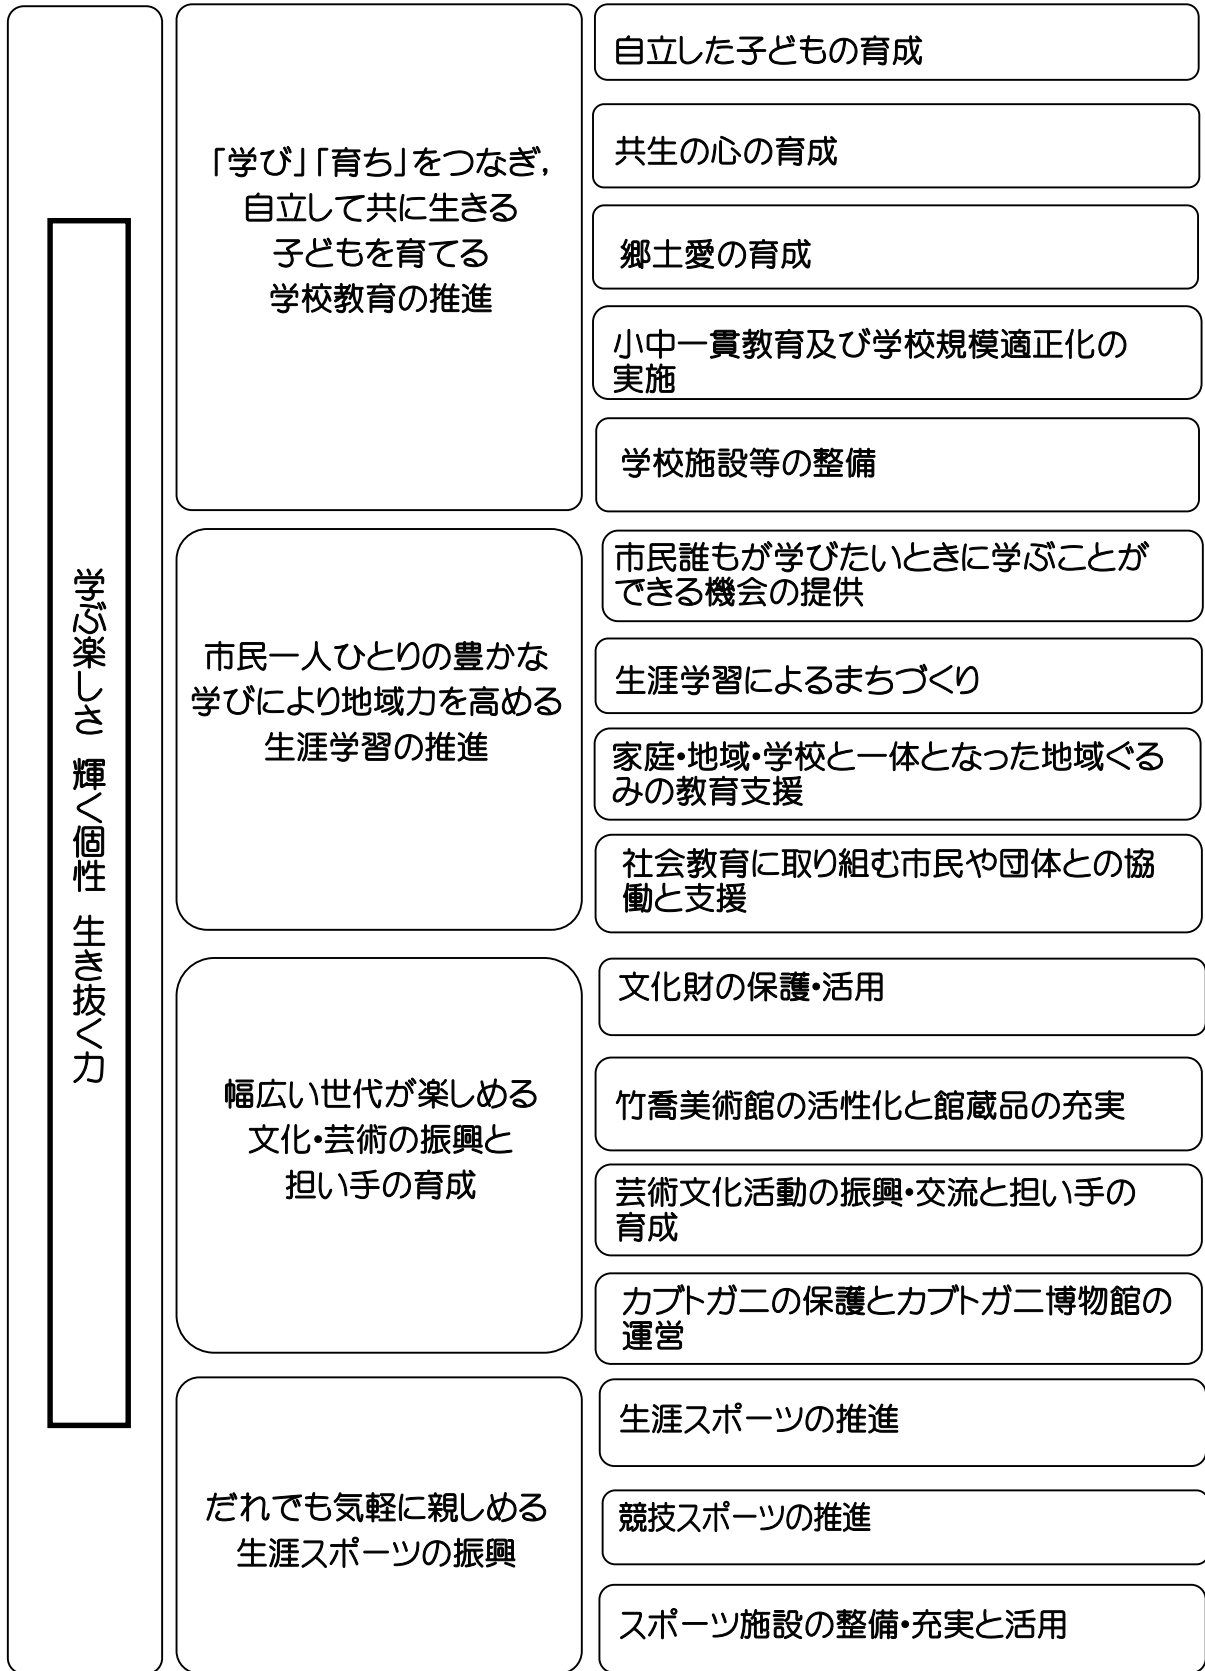 学ぶ楽しさ 輝く個性 生き抜く力
「学び」「育ち」をつなぎ,
自立して共に生きる
子どもを育てる
学校教育の推進
自立した子どもの育成
共生の心の育成
郷土愛の育成
小中一貫教育及び学校規模適正化の
実施
学校施設等の整備
市民一人ひとりの豊かな
学びにより地域力を高める
生涯学習の推進
市民誰もが学びたいときに学ぶことが
できる機会の提供
生涯学習によるまちづくり
家庭・地域・学校と一体となった地域ぐる
みの教育支援
社会教育に取り組む市民や団体との協
働と支援
幅広い世代が楽しめる
文化・芸術の振興と
担い手の育成
文化財の保護・活用
竹喬美術館の活性化と館蔵品の充実
芸術文化活動の振興・交流と担い手の
育成
カブトガニの保護とカブトガニ博物館の
運営
だれでも気軽に親しめる
生涯スポーツの振興
生涯スポーツの推進
競技スポーツの推進
スポーツ施設の整備・充実と活用